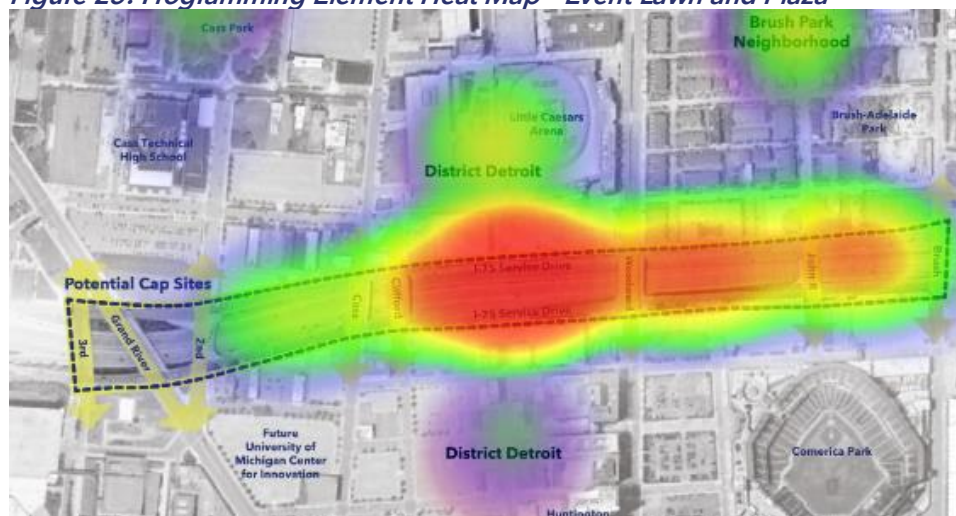 Figure 20: Programming Element Heat Map - Event Lawn and Plaza
Cass Park
Brush Park
Neighborhood
Little Caesars
Arena
Brush-Adelaide
Park
Cass Technical
High School
District Detroit
I-75 Service Drive
Potential Cap Sites
3rd
Grand River
2nd
Cass
Clifford
Woodward
John R
Brush
I-75 Service Drive
Future
University of
Michigan Center
for Innovation
District Detroit
Comerica Park
Huntington